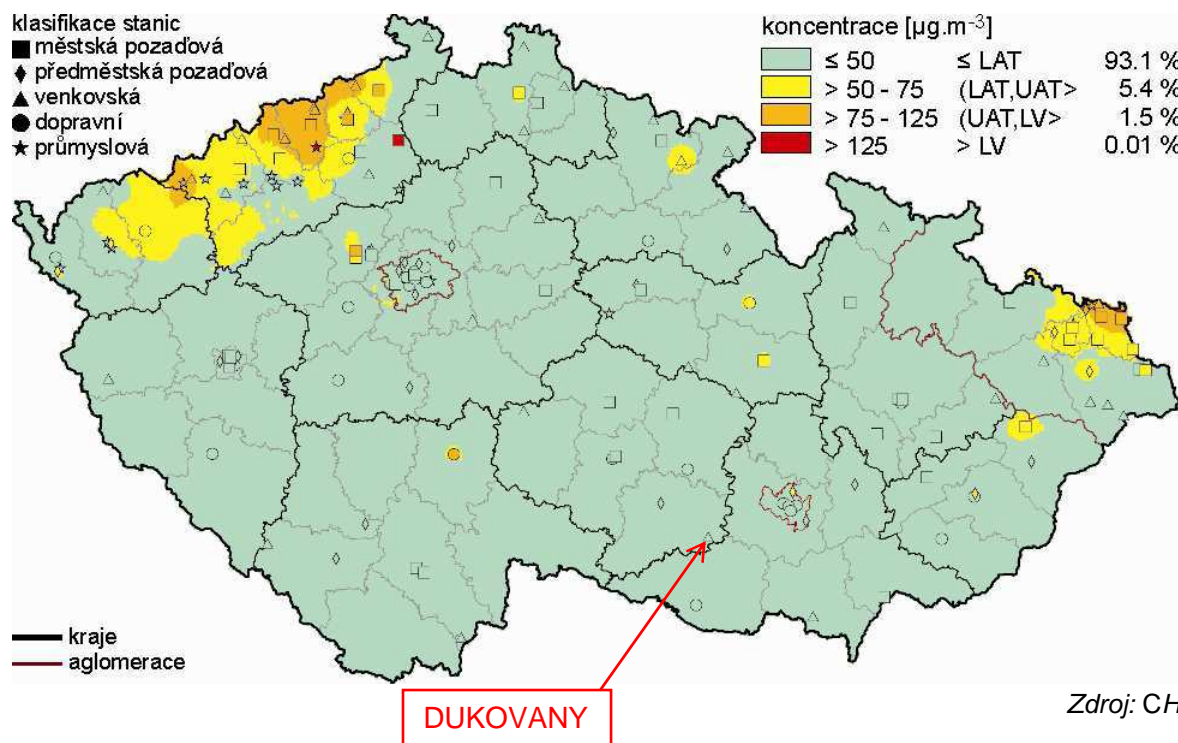 klasifikace stanic
městská pozaďová
předměstská pozaďová
venkovská
dopravní
průmyslová
koncentrace [µg.m⁻³]
≤ 50 ≤ LAT 93.1 %
> 50 - 75 (LAT,UAT> 5.4 %
> 75 - 125 (UAT,LV> 1.5 %
> 125 > LV 0.01 %
kraje
aglomerace
DUKOVANY
Zdroj: CH